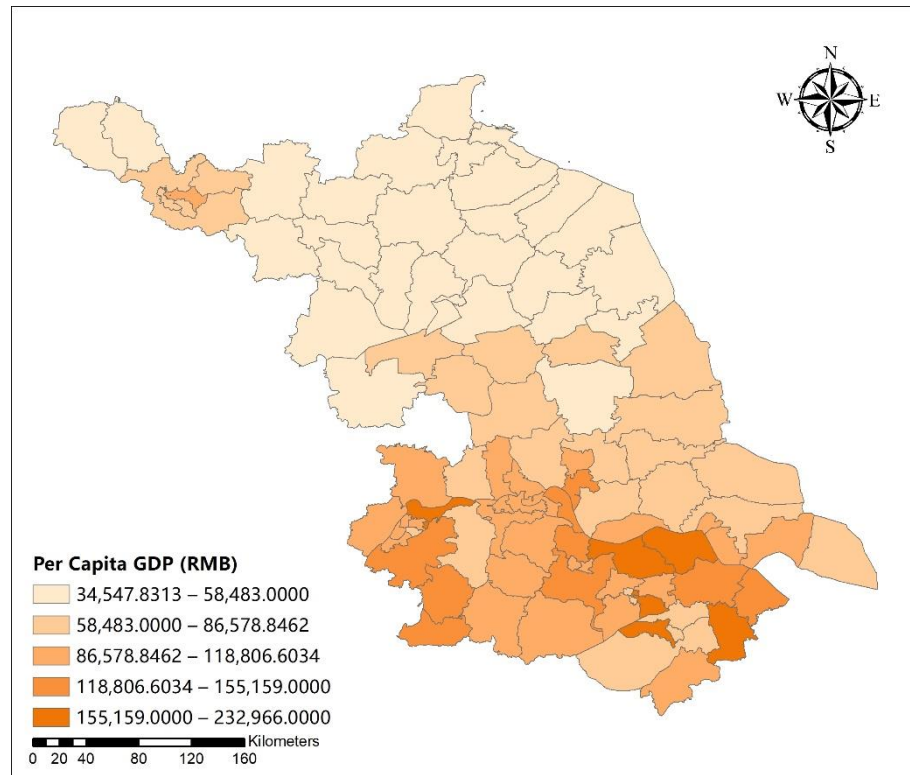 N
W E
S
Per Capita GDP (RMB)
34,547.8313 – 58,483.0000
58,483.0000 – 86,578.8462
86,578.8462 – 118,806.6034
118,806.6034 – 155,159.0000
155,159.0000 – 232,966.0000
Kilometers
0 20 40 80 120 160